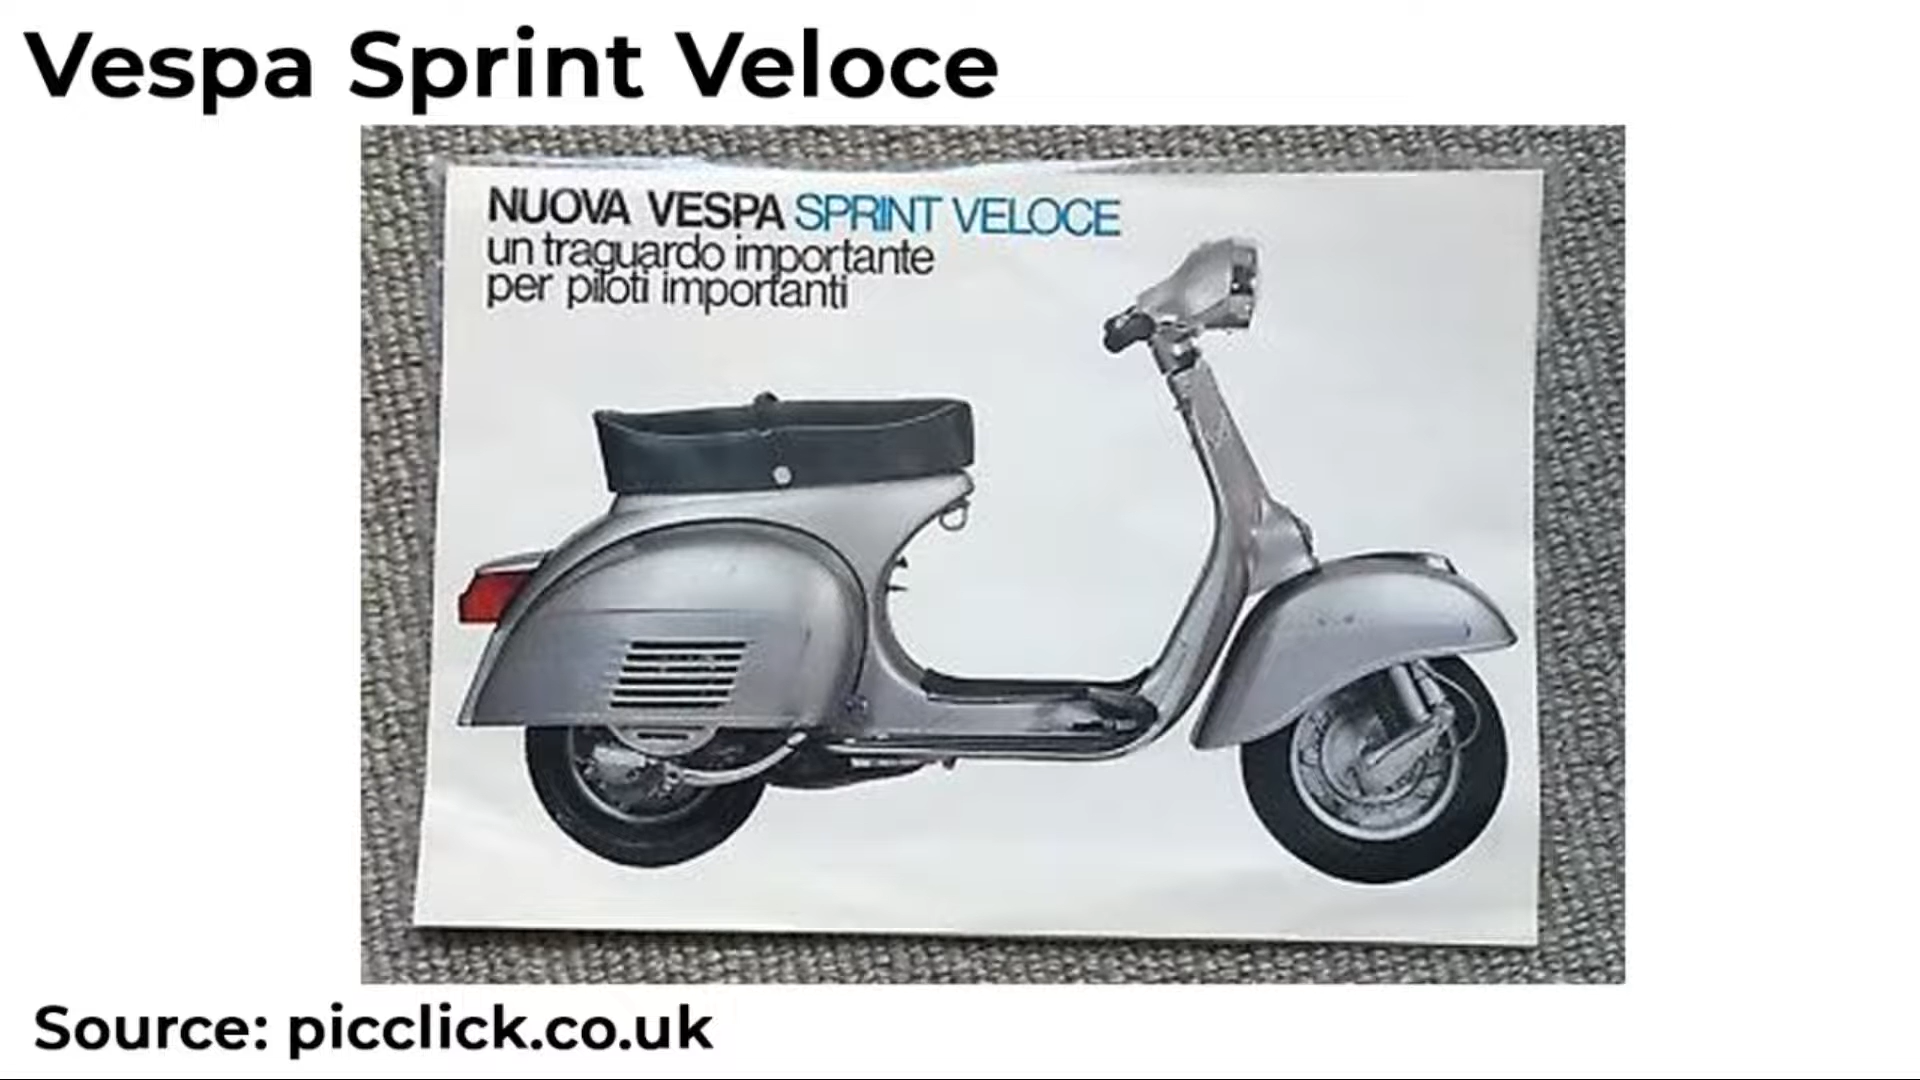 Vespa Sprint Veloce
NUOVA VESPA SPRINT VELOCE
un traguardo importante
per piloti importanti
Source: picclick.co.uk